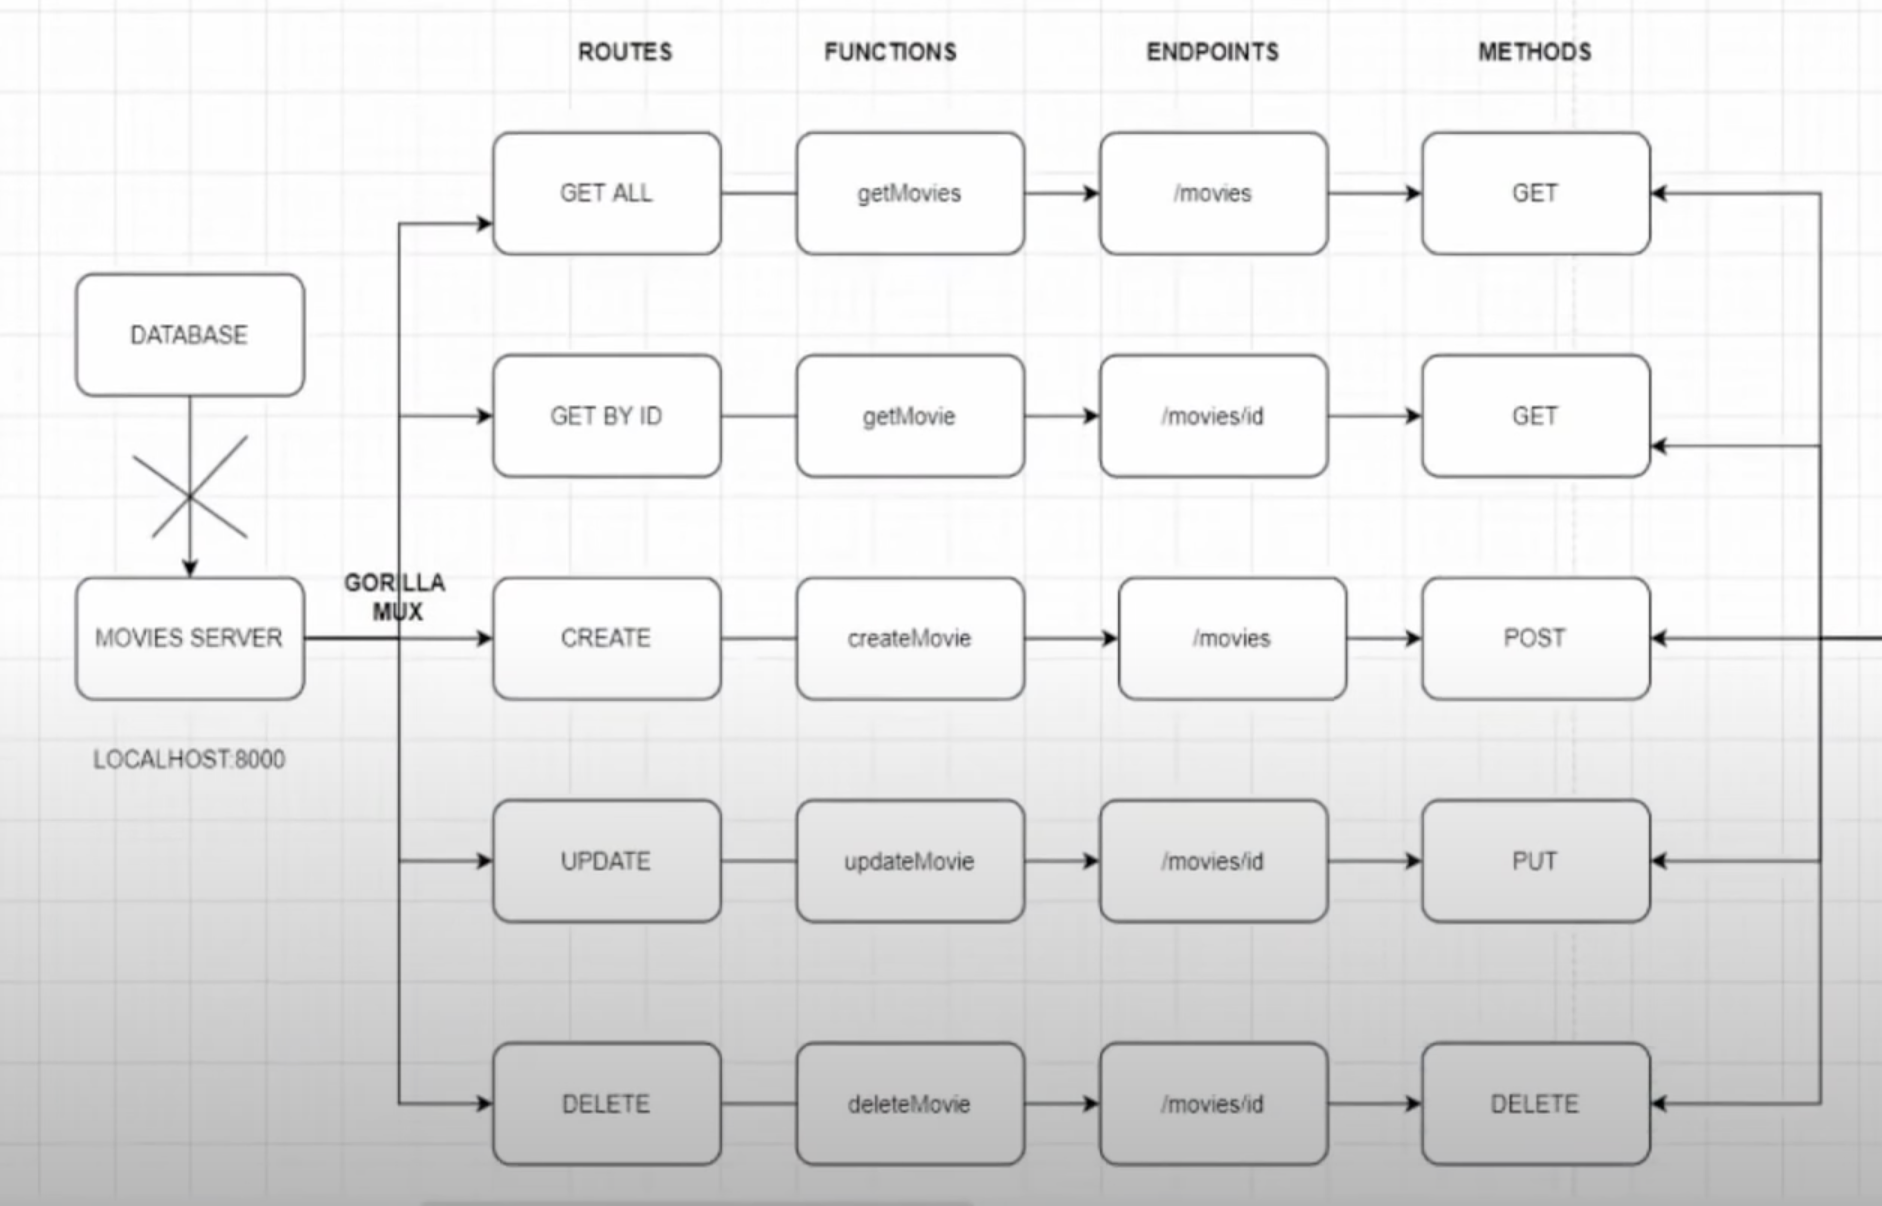 ROUTES
FUNCTIONS
ENDPOINTS
METHODS
GET ALL
getMovies
/movies
GET
DATABASE
GET BY ID
getMovie
/movies/id
GET
GORILLA
MUX
MOVIES SERVER
CREATE
createMovie
/movies
POST
LOCALHOST:8000
UPDATE
updateMovie
/movies/id
PUT
DELETE
deleteMovie
/movies/id
DELETE